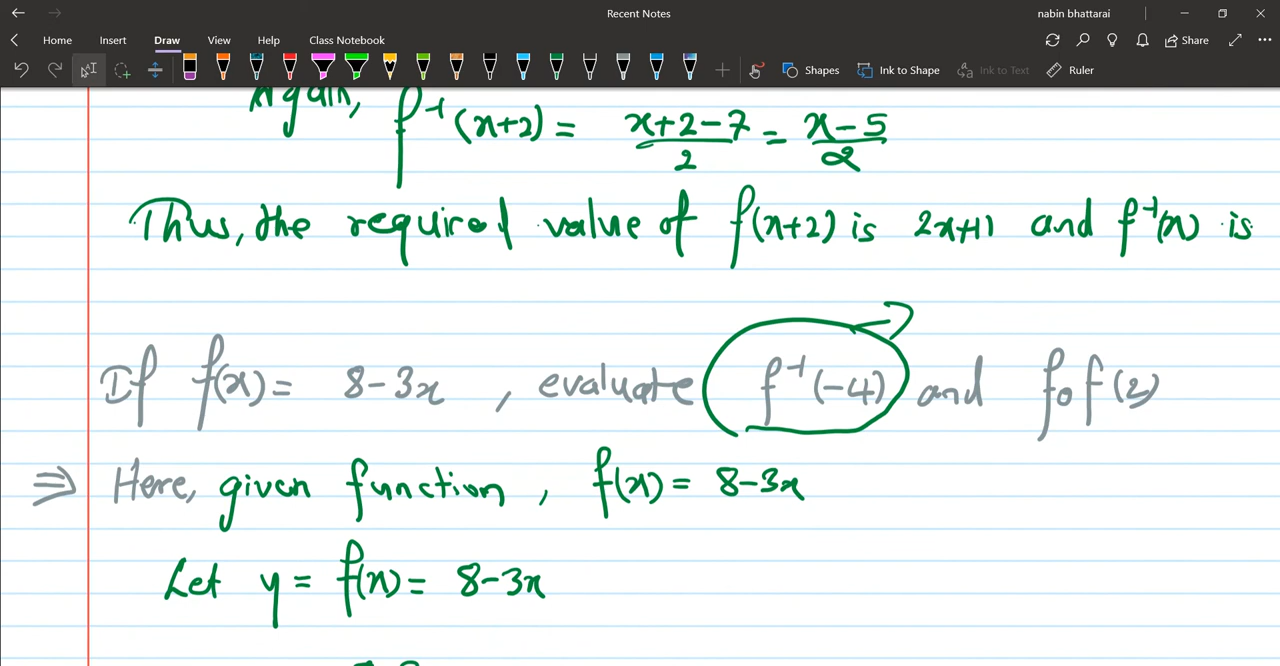 Recent Notes
nabin bhattarai
Home Insert Draw View Help Class Notebook Share
Shapes Ink to Shape Ink to Text Ruler
Again, f⁻¹(x+2) = x+2-7/2 = x-5/2
Thus, the required value of f(x+2) is 2x+11 and f⁻¹(x) is
If f(x) = 8-3x, evaluate f⁻¹(-4) and fof(2)
⇒ Here, given function, f(x) = 8-3x
Let y = f(x) = 8-3x